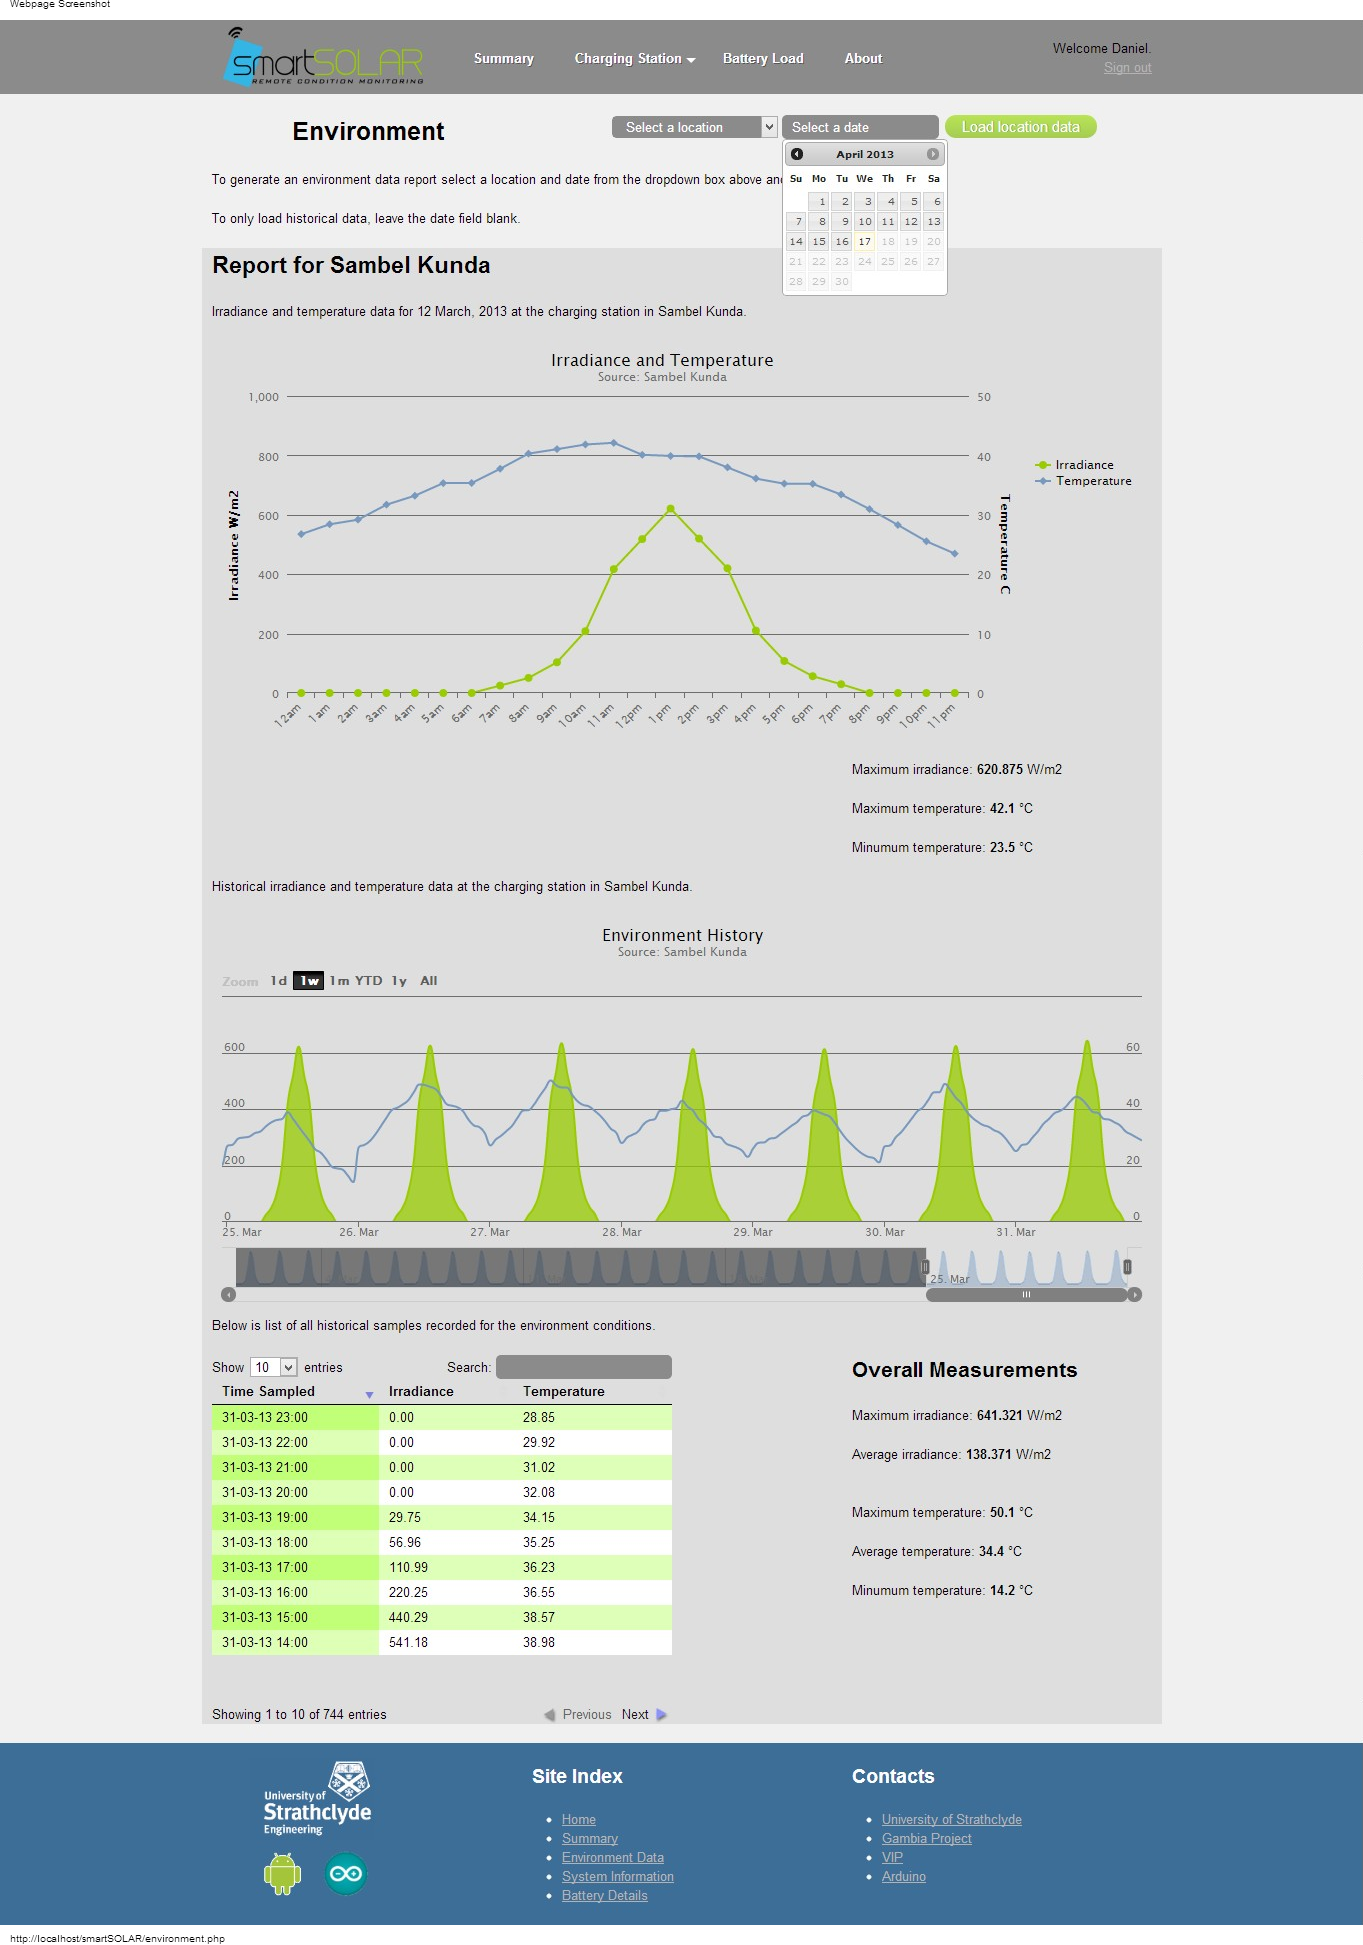 Webpage Screenshot
smartSOLAR
REMOTE CONDITION MONITORING
Summary Charging Station Battery Load About
Welcome Daniel.
Sign out
Environment
Select a location Select a date Load location data
April 2013
Su Mo Tu We Th Fr Sa
1 2 3 4 5 6
7 8 9 10 11 12 13
14 15 16 17 18 19 20
21 22 23 24 25 26 27
28 29 30
To generate an environment data report select a location and date from the dropdown box above
To only load historical data, leave the date field blank.
Report for Sambel Kunda
Irradiance and temperature data for 12 March, 2013 at the charging station in Sambel Kunda.
Irradiance and Temperature
Source: Sambel Kunda
1,000 50
800 40
600 30
400 20
200 10
0 0
Irradiance W/m2
Temperature C
Irradiance
Temperature
12am 1am 2am 3am 4am 5am 6am 7am 8am 9am 10am 11am 12pm 1pm 2pm 3pm 4pm 5pm 6pm 7pm 8pm 9pm 10pm 11pm
Maximum irradiance: 620.875 W/m2
Maximum temperature: 42.1 °C
Minumum temperature: 23.5 °C
Historical irradiance and temperature data at the charging station in Sambel Kunda.
Environment History
Source: Sambel Kunda
Zoom 1d 1w 1m YTD 1y All
600 60
400 40
200 20
0 0
25. Mar 26. Mar 27. Mar 28. Mar 29. Mar 30. Mar 31. Mar
25. Mar
Below is list of all historical samples recorded for the environment conditions.
Show 10 entries Search:
Time Sampled Irradiance Temperature
31-03-13 23:00 0.00 28.85
31-03-13 22:00 0.00 29.92
31-03-13 21:00 0.00 31.02
31-03-13 20:00 0.00 32.08
31-03-13 19:00 29.75 34.15
31-03-13 18:00 56.96 35.25
31-03-13 17:00 110.99 36.23
31-03-13 16:00 220.25 36.55
31-03-13 15:00 440.29 38.57
31-03-13 14:00 541.18 38.98
Showing 1 to 10 of 744 entries Previous Next
Overall Measurements
Maximum irradiance: 641.321 W/m2
Average irradiance: 138.371 W/m2
Maximum temperature: 50.1 °C
Average temperature: 34.4 °C
Minumum temperature: 14.2 °C
University of
Strathclyde
Engineering
Site Index
Home
Summary
Environment Data
System Information
Battery Details
Contacts
University of Strathclyde
Gambia Project
VIP
Arduino
http://localhost/smartSOLAR/environment.php